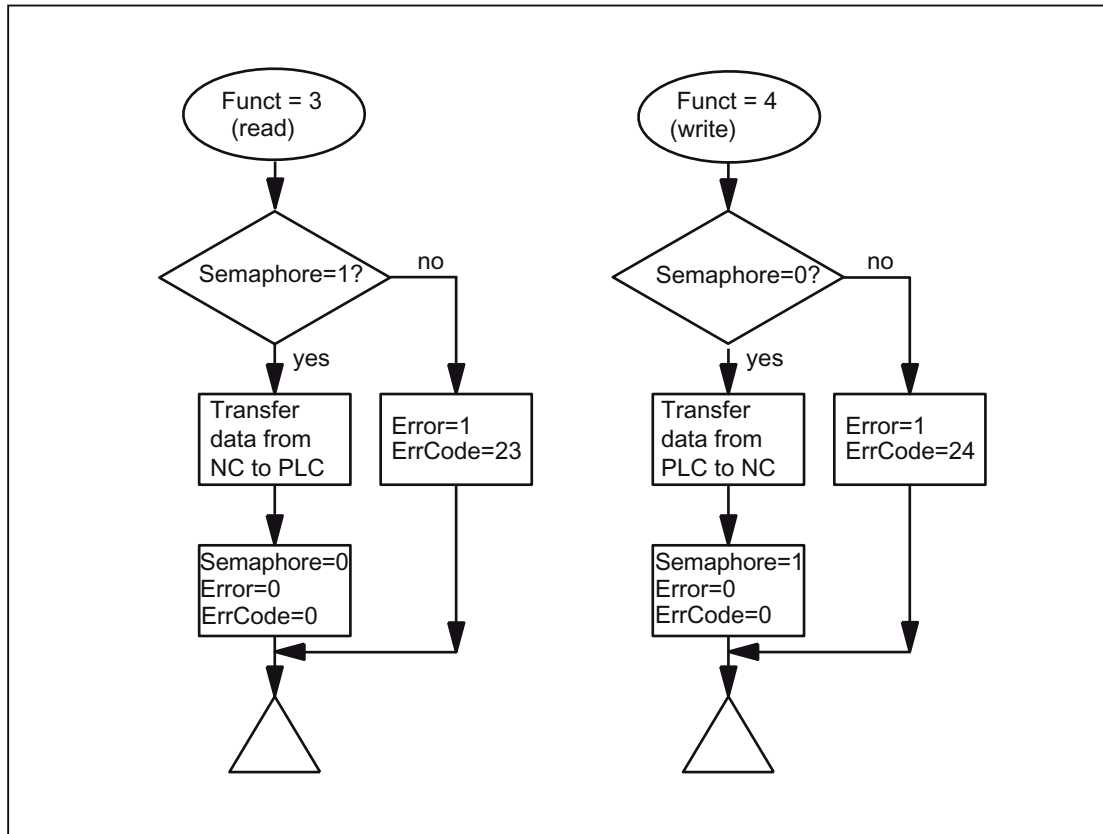 Funct = 3
(read)
Semaphore=1?
no
yes
Transfer
data from
NC to PLC
Error=1
ErrCode=23
Semaphore=0
Error=0
ErrCode=0
Funct = 4
(write)
Semaphore=0?
no
yes
Transfer
data from
PLC to NC
Error=1
ErrCode=24
Semaphore=1
Error=0
ErrCode=0